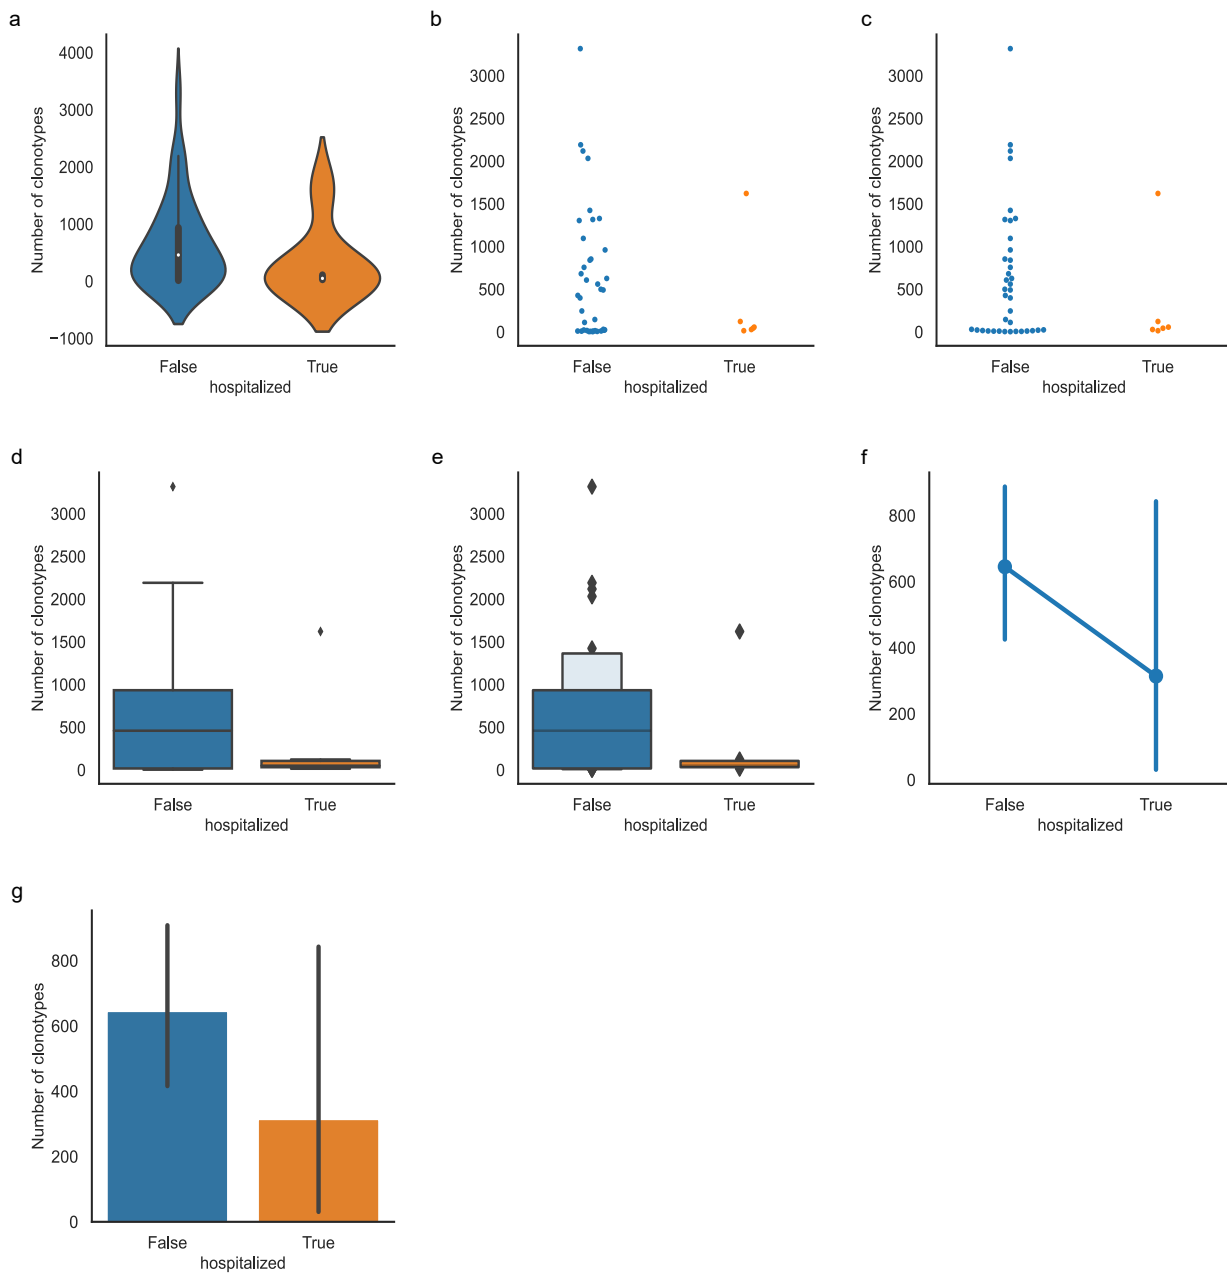 a
4000
3000
2000
1000
0
−1000
Number of clonotypes
False
True
hospitalized
b
3000
2500
2000
1500
1000
500
0
Number of clonotypes
False
True
hospitalized
c
3000
2500
2000
1500
1000
500
0
Number of clonotypes
False
True
hospitalized
d
3000
2500
2000
1500
1000
500
0
Number of clonotypes
False
True
hospitalized
e
3000
2500
2000
1500
1000
500
0
Number of clonotypes
False
True
hospitalized
f
800
600
400
200
0
Number of clonotypes
False
True
hospitalized
g
800
600
400
200
0
Number of clonotypes
False
True
hospitalized